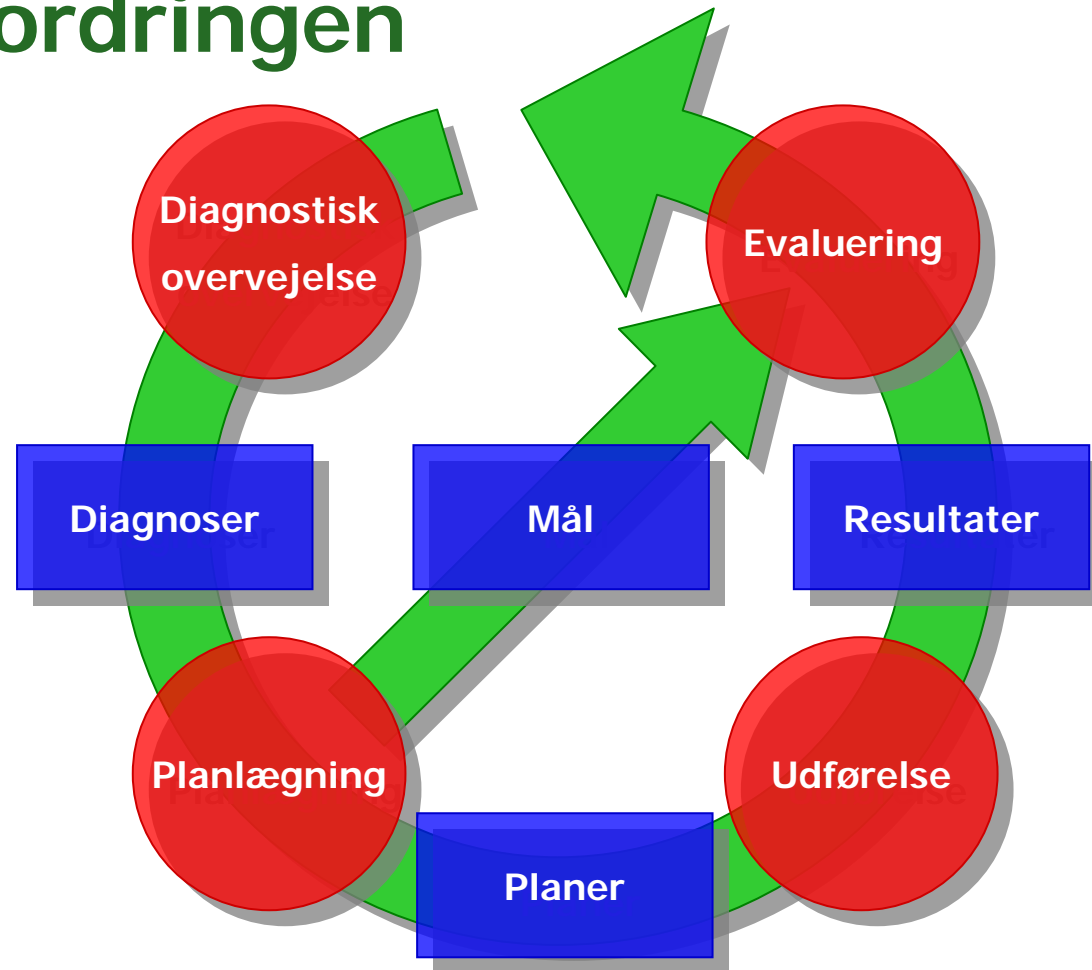 ordringen
Diagnostisk
overvejelse
Evaluering
Diagnoser
Mål
Resultater
Planlægning
Udførelse
Planer